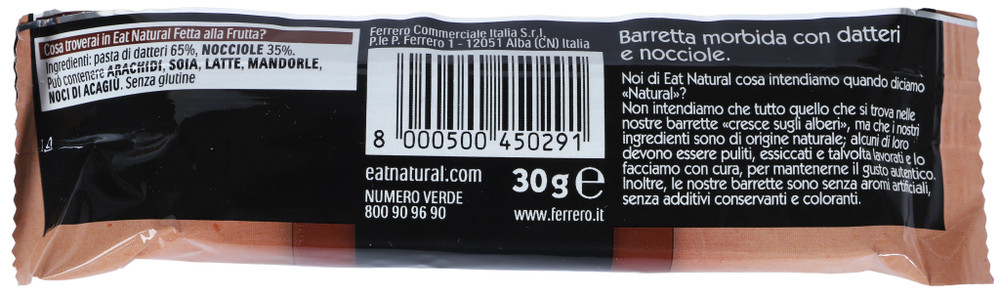 Cosa troverai in Eat Natural Fetta alla Frutta?
Ingredienti: pasta di datteri 65%, NOCCIOLE 35%.
Può contenere ARACHIDI, SOIA, LATTE, MANDORLE,
NOCI DI ACAGIÙ. Senza glutine
Ferrero Commerciale Italia S.r.l.
P.le P. Ferrero 1 - 12051 Alba (CN) Italia
8 000500 450291
eatnatural.com
NUMERO VERDE
800 90 96 90
30 g e
www.ferrero.it
Barretta morbida con datteri
e nocciole.
Noi di Eat Natural cosa intendiamo quando diciamo
«Natural»?
Non intendiamo che tutto quello che si trova nelle
nostre barrette «cresce sugli alberi», ma che i nostri
ingredienti sono di origine naturale; alcuni di loro
devono essere puliti, essiccati e talvolta lavorati e lo
facciamo con cura, per mantenerne il gusto autentico.
Inoltre, le nostre barrette sono senza aromi artificiali,
senza additivi conservanti e coloranti.